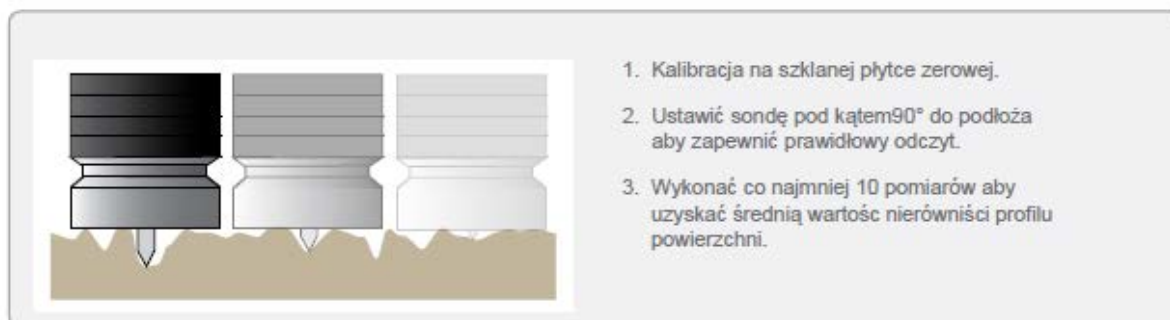 1. Kalibracja na szklanej płytce zerowej.
2. Ustawić sondę pod kątem90° do podłoża
aby zapewnić prawidłowy odczyt.
3. Wykonać co najmniej 10 pomiarów aby
uzyskać średnią wartośc nierówniści profilu
powierzchni.